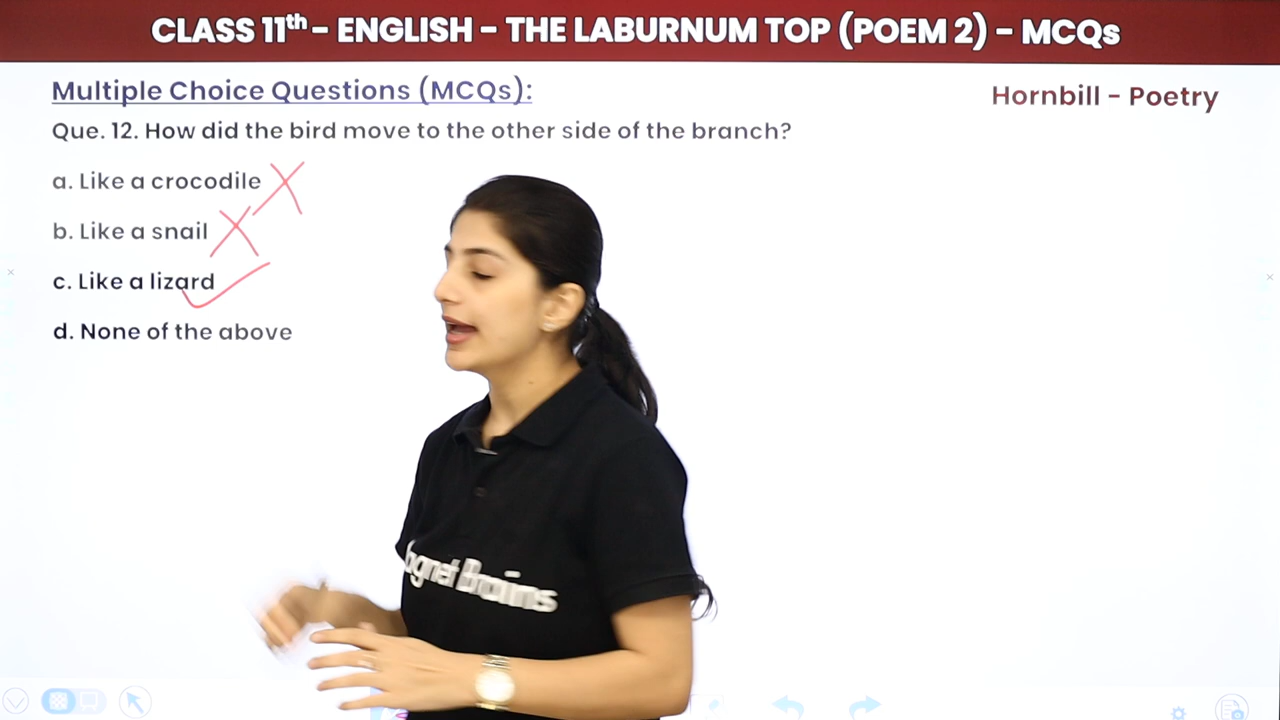 CLASS 11th – ENGLISH – THE LABURNUM TOP (POEM 2) – MCQs
Multiple Choice Questions (MCQs):
Hornbill – Poetry
Que. 12. How did the bird move to the other side of the branch?
a. Like a crocodile
b. Like a snail
c. Like a lizard
d. None of the above
Brains